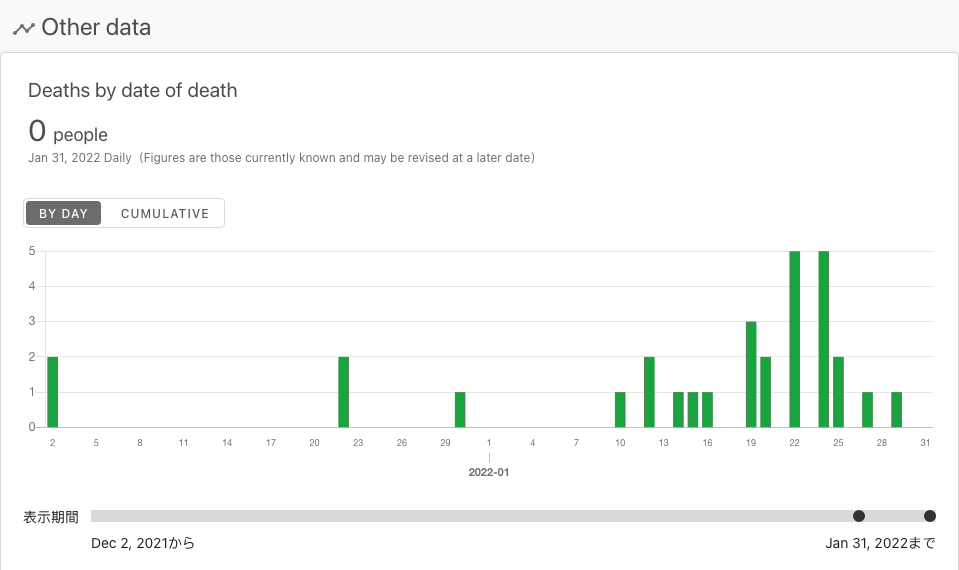 Other data
Deaths by date of death
0 people
Jan 31, 2022 Daily (Figures are those currently known and may be revised at a later date)
BY DAY CUMULATIVE
5
4
3
2
1
0
2 5 8 11 14 17 20 23 26 29 1 4 7 10 13 16 19 22 25 28 31
2022-01
表示期間
Dec 2, 2021から Jan 31, 2022まで